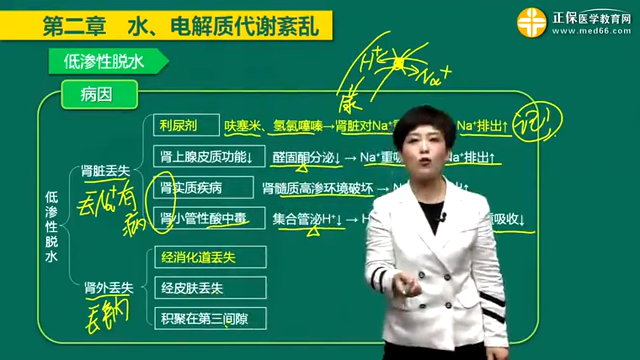 第二章 水、电解质代谢紊乱
正保医学教育网
www.med66.com
低渗性脱水
病因
H⁺
Na⁺
尿
低渗性脱水
肾脏丢失
丢Na⁺有病
利尿剂
呋塞米、氢氯噻嗪→肾脏对Na⁺
Na⁺排出↑
记
肾上腺皮质功能↓
醛固酮分泌↓→Na⁺重吸
排出↑
肾实质疾病
肾髓质高渗环境破坏→
↑
肾小管性酸中毒
集合管泌H⁺↓→H
吸收↓
肾外丢失
丢钠
经消化道丢失
经皮肤丢失
积聚在第三间隙